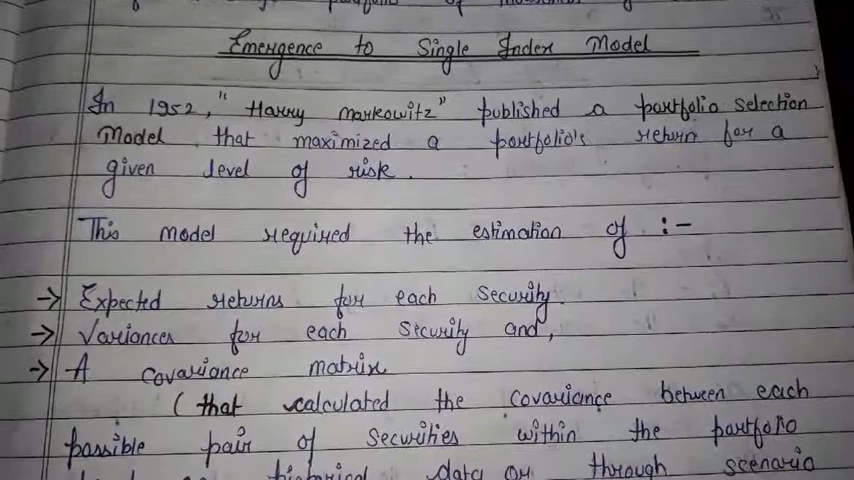 portfolio of
Emergence to Single Index Model
In 1952, "Harry Markowitz" published a portfolio selection
Model that maximized a portfolio's return for a
given level of risk.
This model required the estimation of :-
→ Expected returns for each security.
→ Variances for each security and,
→ A covariance matrix
( that calculated the covariance between each
possible pair of securities within the portfolio
historical data or through scenario